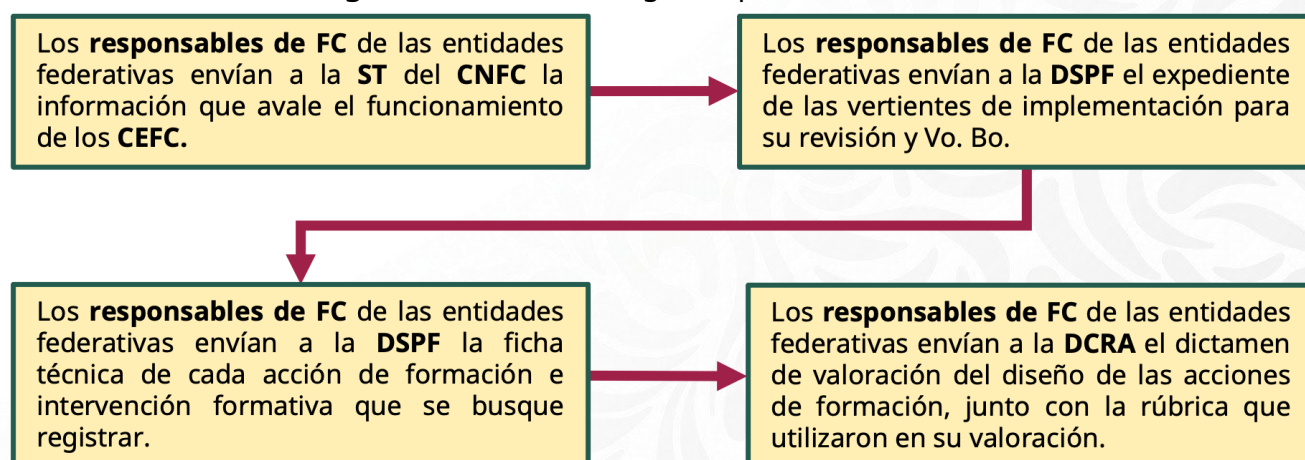 Los responsables de FC de las entidades
federativas envían a la ST del CNFC la
información que avale el funcionamiento
de los CEFC.
Los responsables de FC de las entidades
federativas envían a la DSPF el expediente
de las vertientes de implementación para
su revisión y Vo. Bo.
Los responsables de FC de las entidades
federativas envían a la DSPF la ficha
técnica de cada acción de formación e
intervención formativa que se busque
registrar.
Los responsables de FC de las entidades
federativas envían a la DCRA el dictamen
de valoración del diseño de las acciones
de formación, junto con la rúbrica que
utilizaron en su valoración.